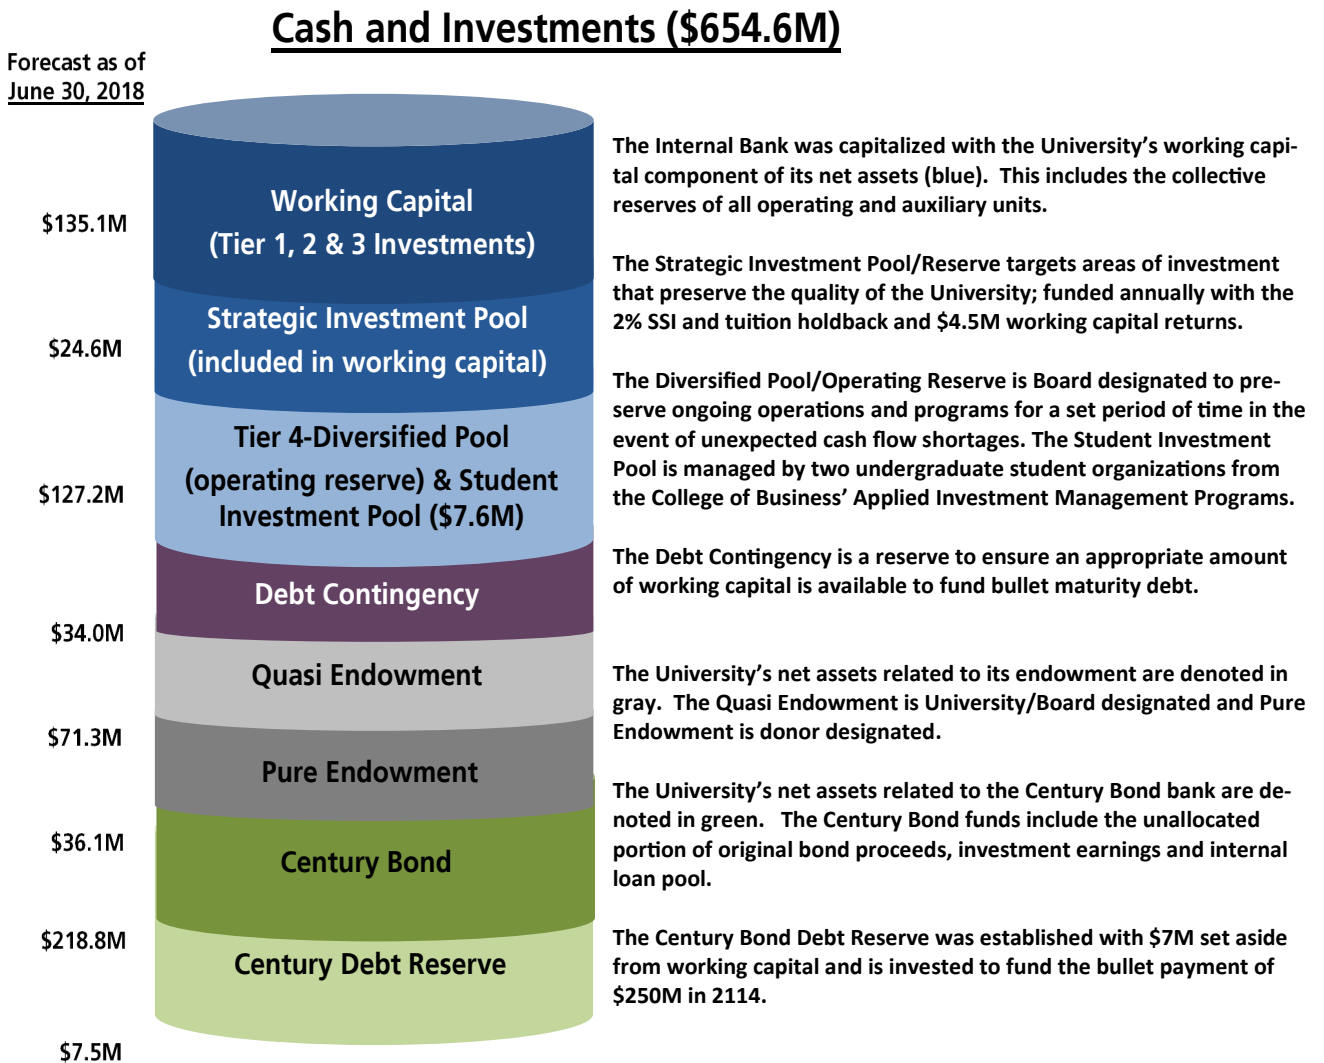 Cash and Investments ($654.6M)
Forecast as of
June 30, 2018
$135.1M
Working Capital
(Tier 1, 2 & 3 Investments)
The Internal Bank was capitalized with the University's working capi-
tal component of its net assets (blue).  This includes the collective
reserves of all operating and auxiliary units.
$24.6M
Strategic Investment Pool
(included in working capital)
The Strategic Investment Pool/Reserve targets areas of investment
that preserve the quality of the University; funded annually with the
2% SSI and tuition holdback and $4.5M working capital returns.
$127.2M
Tier 4-Diversified Pool
(operating reserve) & Student
Investment Pool ($7.6M)
The Diversified Pool/Operating Reserve is Board designated to pre-
serve ongoing operations and programs for a set period of time in the
event of unexpected cash flow shortages. The Student Investment
Pool is managed by two undergraduate student organizations from
the College of Business' Applied Investment Management Programs.
$34.0M
Debt Contingency
The Debt Contingency is a reserve to ensure an appropriate amount
of working capital is available to fund bullet maturity debt.
$71.3M
Quasi Endowment
The University's net assets related to its endowment are denoted in
gray.  The Quasi Endowment is University/Board designated and Pure
Endowment is donor designated.
$36.1M
Pure Endowment
$218.8M
Century Bond
The University's net assets related to the Century Bond bank are de-
noted in green.   The Century Bond funds include the unallocated
portion of original bond proceeds, investment earnings and internal
loan pool.
$7.5M
Century Debt Reserve
The Century Bond Debt Reserve was established with $7M set aside
from working capital and is invested to fund the bullet payment of
$250M in 2114.